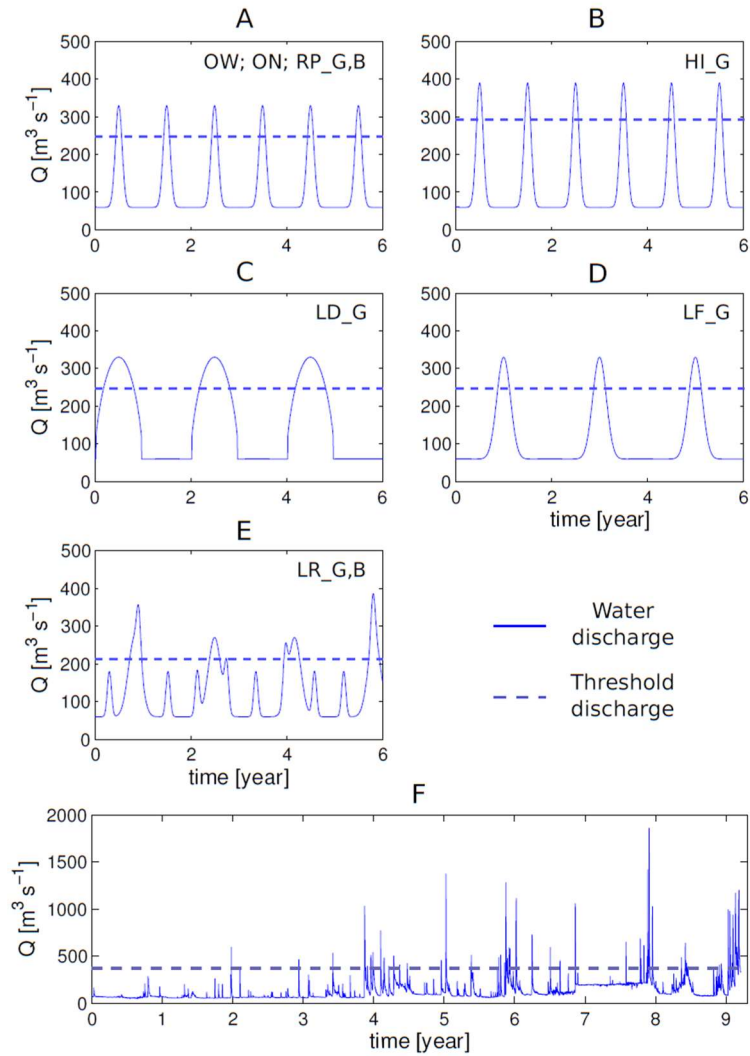 A
OW; ON; RP_G,B
Q [m³ s⁻¹]
500
400
300
200
100
0
0 2 4 6
B
HI_G
500
400
300
200
100
0
0 2 4 6
C
LD_G
Q [m³ s⁻¹]
500
400
300
200
100
0
0 2 4 6
D
LF_G
500
400
300
200
100
0
0 2 4 6
time [year]
E
LR_G,B
Q [m³ s⁻¹]
500
400
300
200
100
0
0 2 4 6
time [year]
Water
discharge
Threshold
discharge
F
Q [m³ s⁻¹]
2000
1500
1000
500
0
0 1 2 3 4 5 6 7 8 9
time [year]